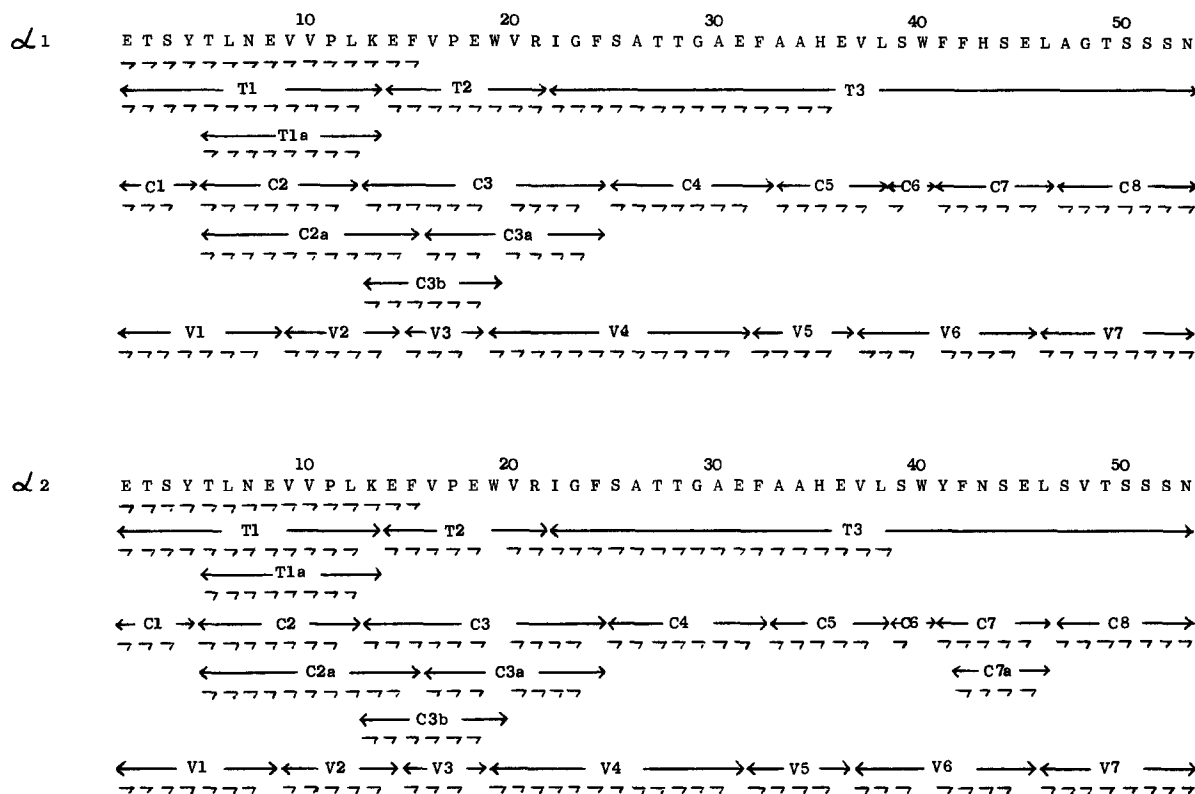 10 20 30 40 50
α1 E T S Y T L N E V V P L K E F V P E W V R I G F S A T T G A E F A A H E V L S W F F H S E L A G T S S S N
T1 T2 T3
T1a
C1 C2 C3 C4 C5 C6 C7 C8
C2a C3a
C3b
V1 V2 V3 V4 V5 V6 V7
10 20 30 40 50
α2 E T S Y T L N E V V P L K E F V P E W V R I G F S A T T G A E F A A H E V L S W Y F N S E L S V T S S S N
T1 T2 T3
T1a
C1 C2 C3 C4 C5 C6 C7 C8
C2a C3a C7a
C3b
V1 V2 V3 V4 V5 V6 V7